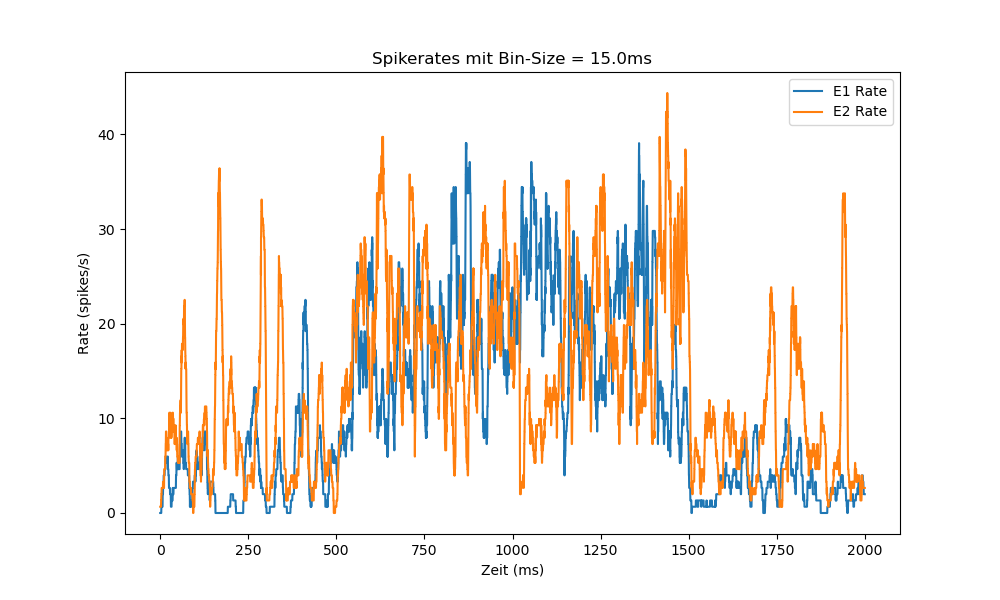 Spikerates mit Bin-Size = 15.0ms
E1 Rate
E2 Rate
Rate (spikes/s)
40
30
20
10
0
0 250 500 750 1000 1250 1500 1750 2000
Zeit (ms)